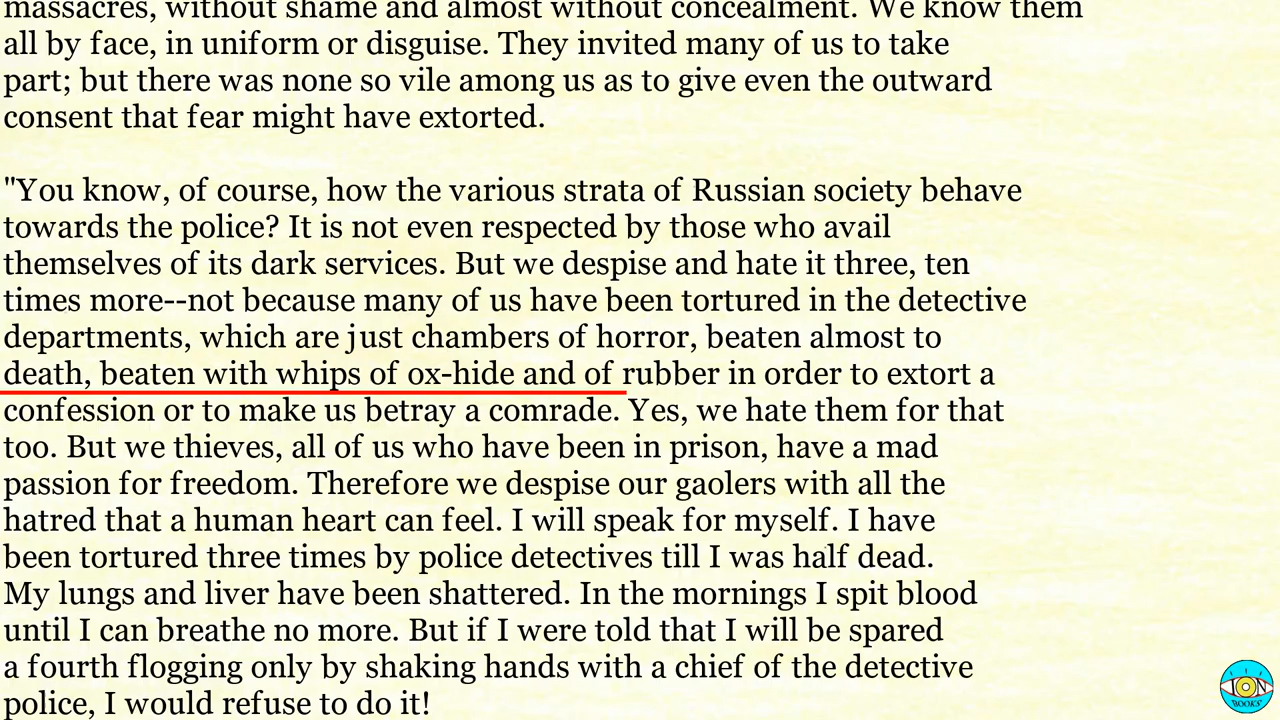 massacres, without shame and almost without concealment. We know them
all by face, in uniform or disguise. They invited many of us to take
part; but there was none so vile among us as to give even the outward
consent that fear might have extorted.
"You know, of course, how the various strata of Russian society behave
towards the police? It is not even respected by those who avail
themselves of its dark services. But we despise and hate it three, ten
times more--not because many of us have been tortured in the detective
departments, which are just chambers of horror, beaten almost to
death, beaten with whips of ox-hide and of rubber in order to extort a
confession or to make us betray a comrade. Yes, we hate them for that
too. But we thieves, all of us who have been in prison, have a mad
passion for freedom. Therefore we despise our gaolers with all the
hatred that a human heart can feel. I will speak for myself. I have
been tortured three times by police detectives till I was half dead.
My lungs and liver have been shattered. In the mornings I spit blood
until I can breathe no more. But if I were told that I will be spared
a fourth flogging only by shaking hands with a chief of the detective
police, I would refuse to do it!
ION
BOOKS